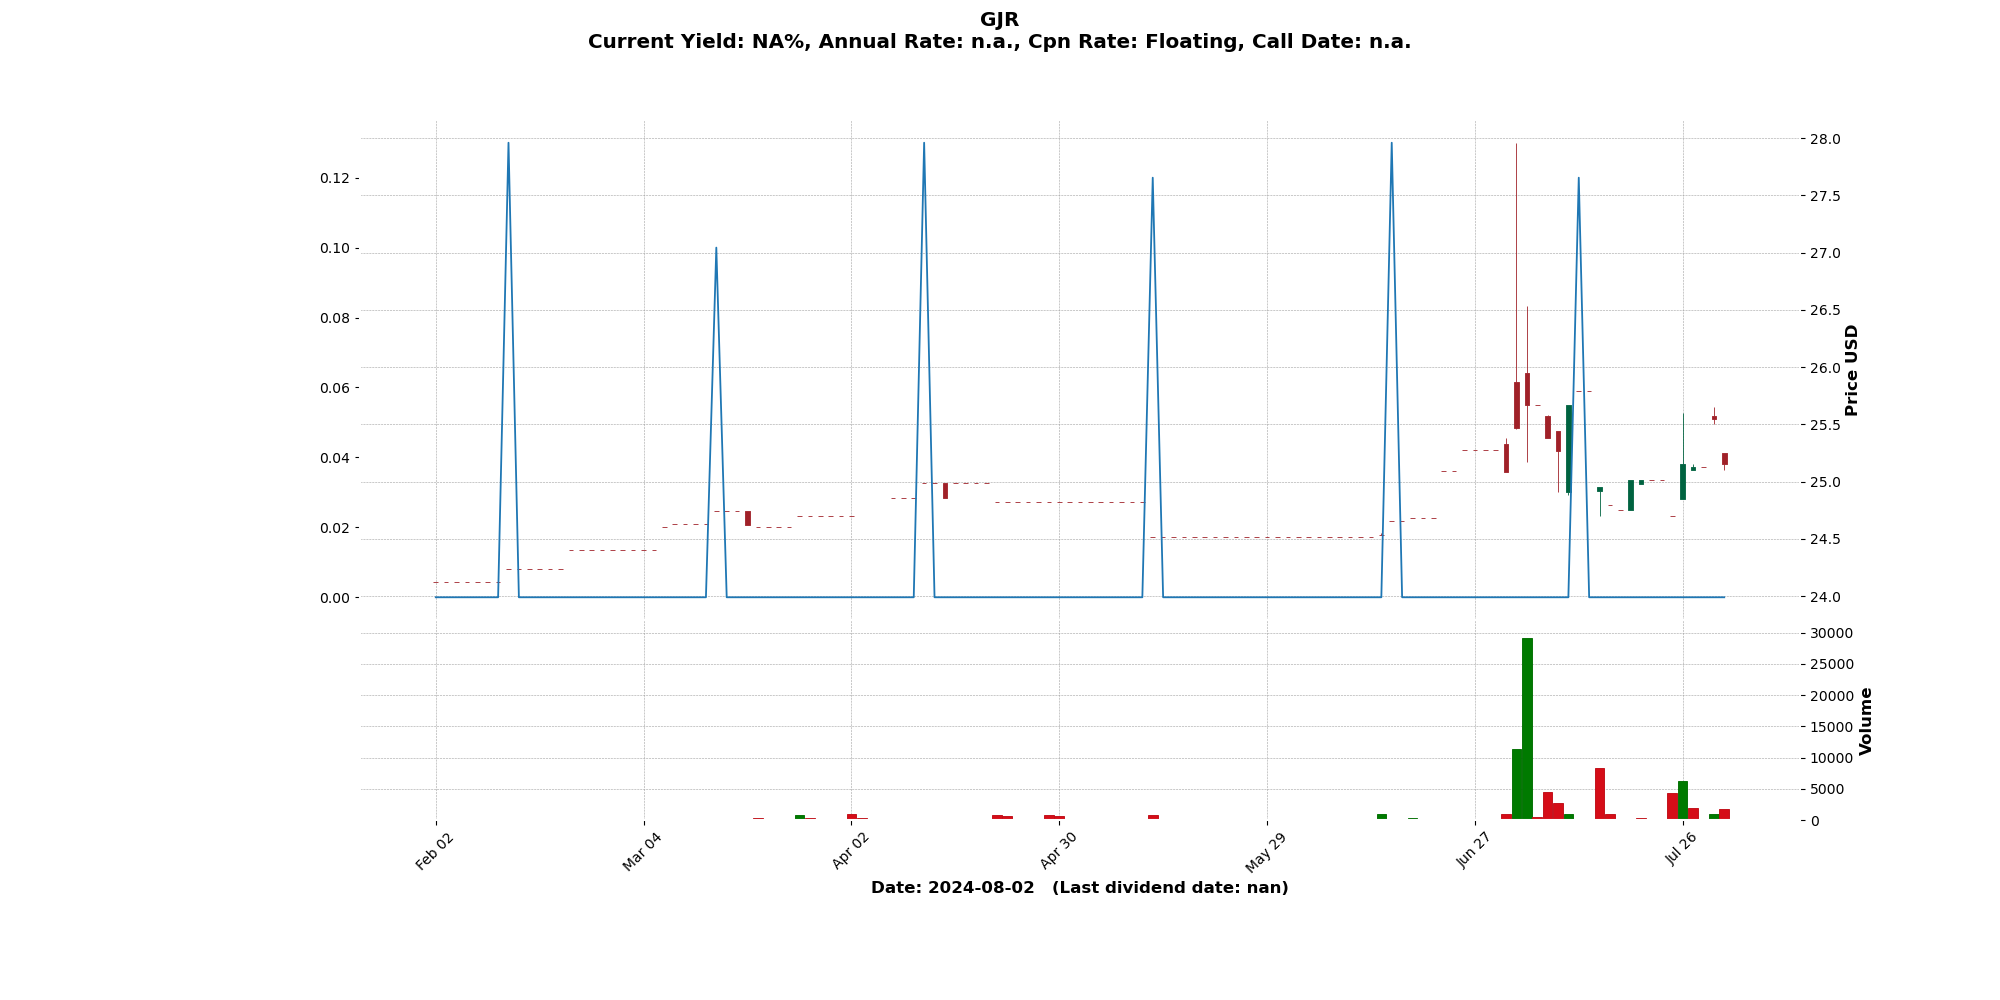 GJR
Current Yield: NA%, Annual Rate: n.a., Cpn Rate: Floating, Call Date: n.a.
0.12
0.10
0.08
0.06
0.04
0.02
0.00
28.0
27.5
27.0
26.5
26.0
25.5
25.0
24.5
24.0
Price USD
30000
25000
20000
15000
10000
5000
0
Volume
Feb 02
Mar 04
Apr 02
Apr 30
May 29
Jun 27
Jul 26
Date: 2024-08-02 (Last dividend date: nan)